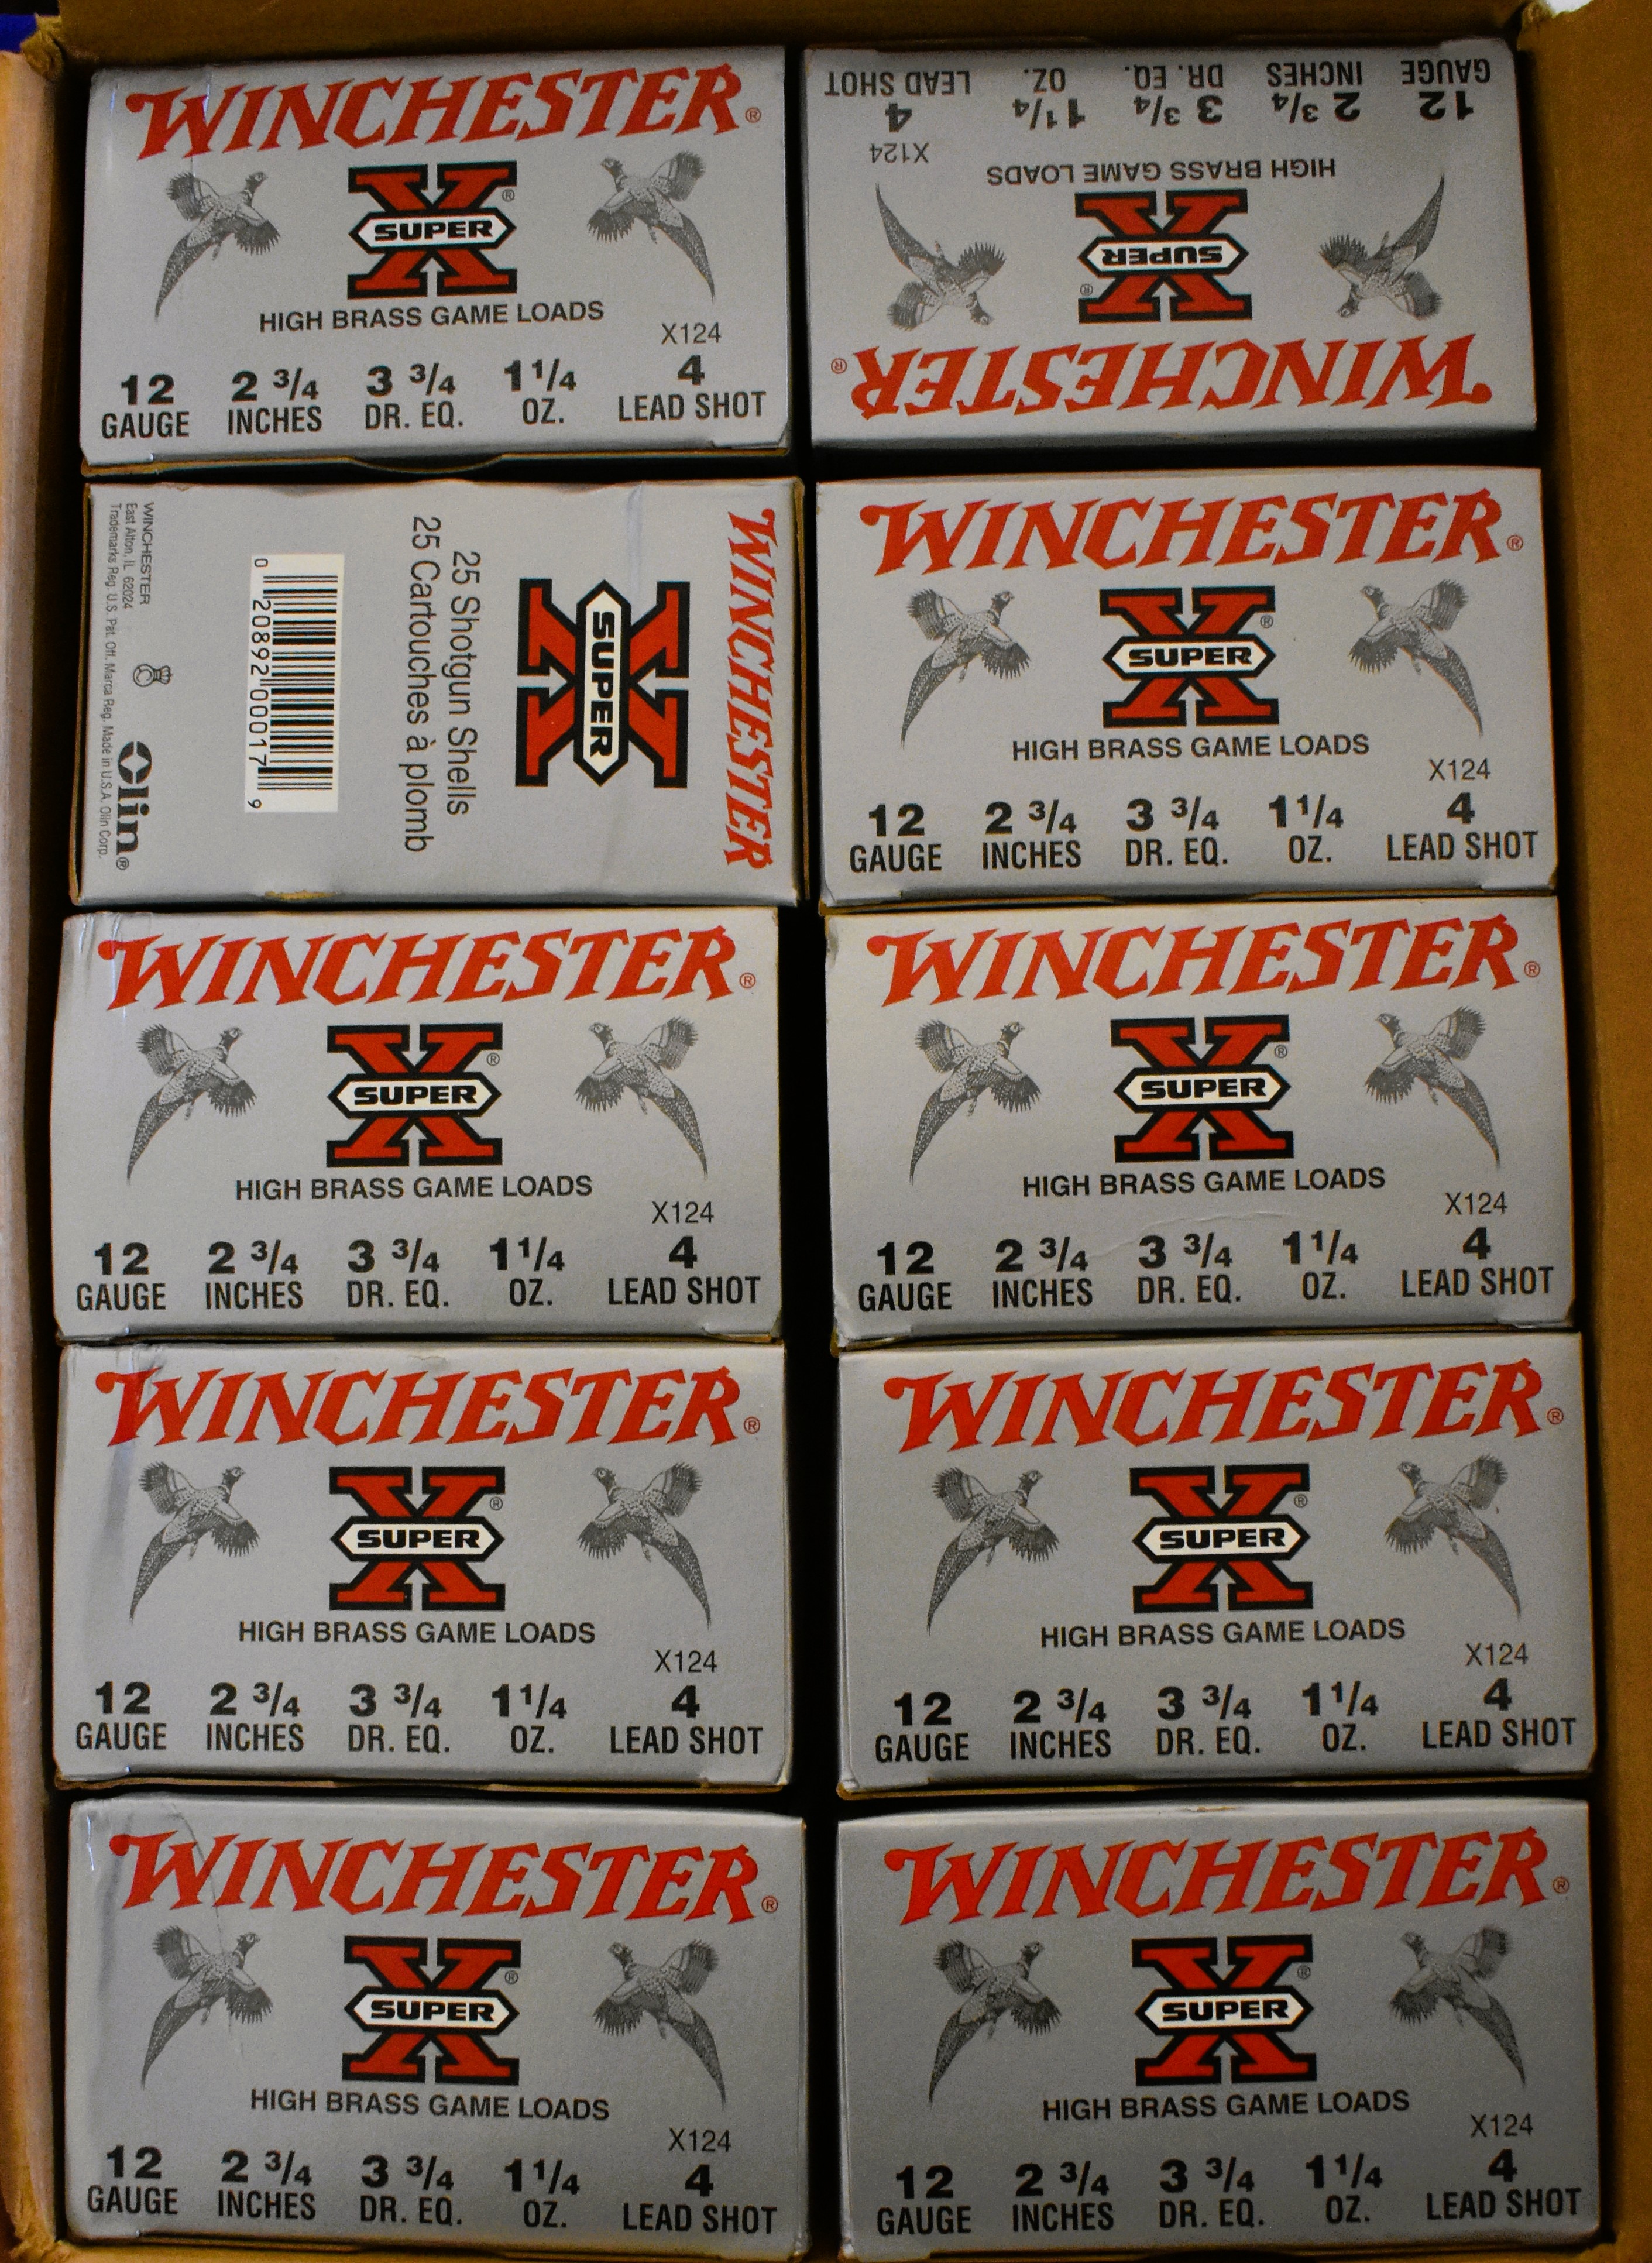 WINCHESTER®
X SUPER ®
HIGH BRASS GAME LOADS
X124
12 2 3/4 3 3/4 1 1/4 4
GAUGE INCHES DR. EQ. OZ. LEAD SHOT
WINCHESTER®
X SUPER ®
HIGH BRASS GAME LOADS
X124
12 2 3/4 3 3/4 1 1/4 4
GAUGE INCHES DR. EQ. OZ. LEAD SHOT
WINCHESTER
X SUPER
25 Shotgun Shells
25 Cartouches à plomb
0 20892 00017 9
WINCHESTER
East Alton, IL 62024
Trademarks Reg. U.S. Pat. Off. Marca Reg. Made in U.S.A. Olin Corp.
Olin®
WINCHESTER®
X SUPER ®
HIGH BRASS GAME LOADS
X124
12 2 3/4 3 3/4 1 1/4 4
GAUGE INCHES DR. EQ. OZ. LEAD SHOT
WINCHESTER®
X SUPER ®
HIGH BRASS GAME LOADS
X124
12 2 3/4 3 3/4 1 1/4 4
GAUGE INCHES DR. EQ. OZ. LEAD SHOT
WINCHESTER®
X SUPER ®
HIGH BRASS GAME LOADS
X124
12 2 3/4 3 3/4 1 1/4 4
GAUGE INCHES DR. EQ. OZ. LEAD SHOT
WINCHESTER®
X SUPER ®
HIGH BRASS GAME LOADS
X124
12 2 3/4 3 3/4 1 1/4 4
GAUGE INCHES DR. EQ. OZ. LEAD SHOT
WINCHESTER®
X SUPER ®
HIGH BRASS GAME LOADS
X124
12 2 3/4 3 3/4 1 1/4 4
GAUGE INCHES DR. EQ. OZ. LEAD SHOT
WINCHESTER®
X SUPER ®
HIGH BRASS GAME LOADS
X124
12 2 3/4 3 3/4 1 1/4 4
GAUGE INCHES DR. EQ. OZ. LEAD SHOT
WINCHESTER®
X SUPER ®
HIGH BRASS GAME LOADS
X124
12 2 3/4 3 3/4 1 1/4 4
GAUGE INCHES DR. EQ. OZ. LEAD SHOT